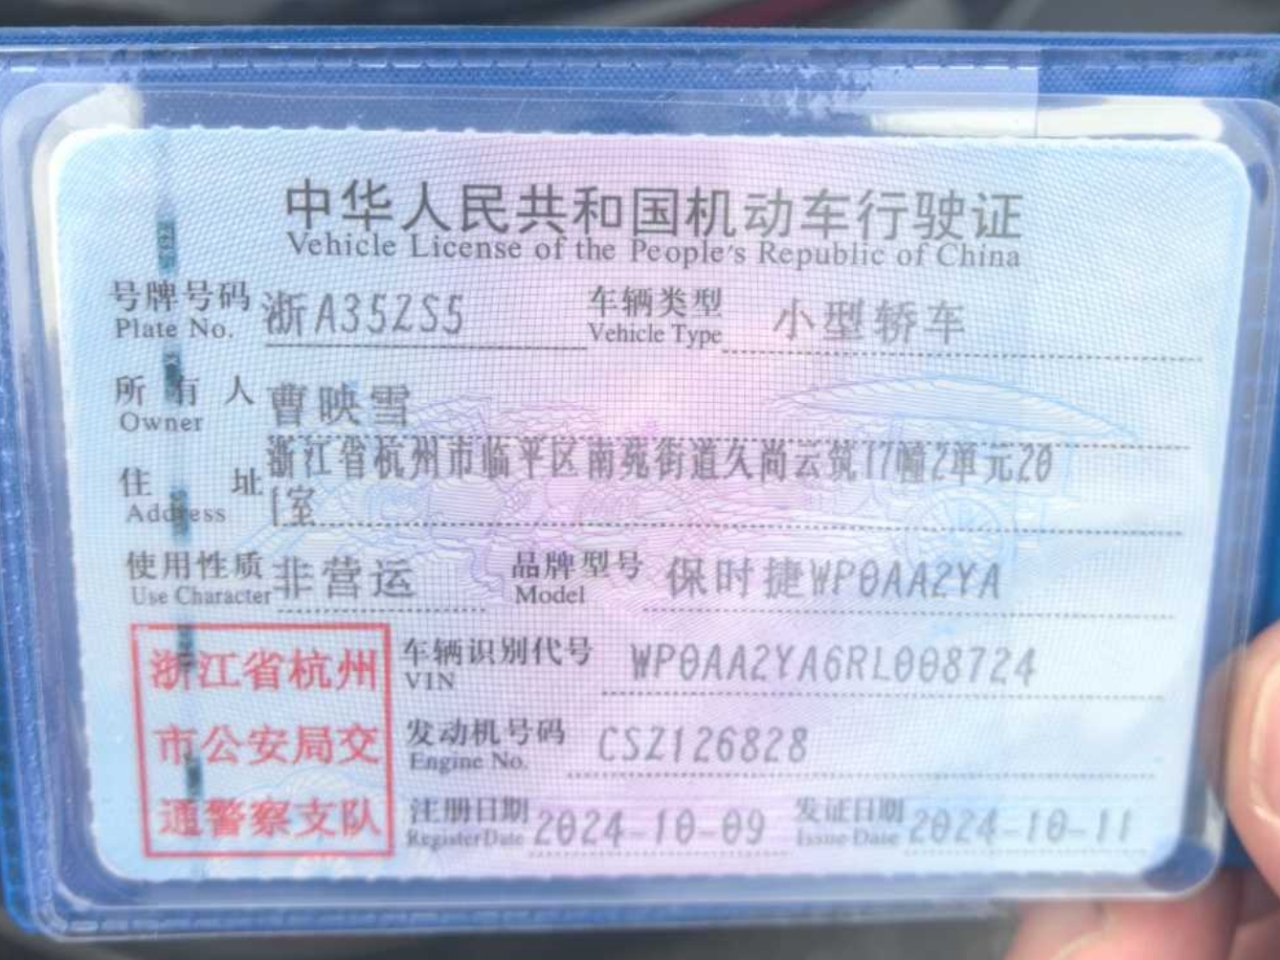 中华人民共和国机动车行驶证
Vehicle License of the People's Republic of China
号牌号码 浙A35ZS5 车辆类型 小型轿车
Plate No. Vehicle Type
所有人 曹映雪
Owner
浙江省杭州市临平区南苑街道久尚云筑17幢2单元20
住址 1室
Address
使用性质 非营运 品牌型号 保时捷WP0AA2YA
Use Character Model
浙江省杭州
市公安局交
通警察支队
车辆识别代号 WP0AA2YA6RL008724
VIN
发动机号码 CSZ126828
Engine No.
注册日期 2024-10-09 发证日期 2024-10-11
Register Date Issue Date